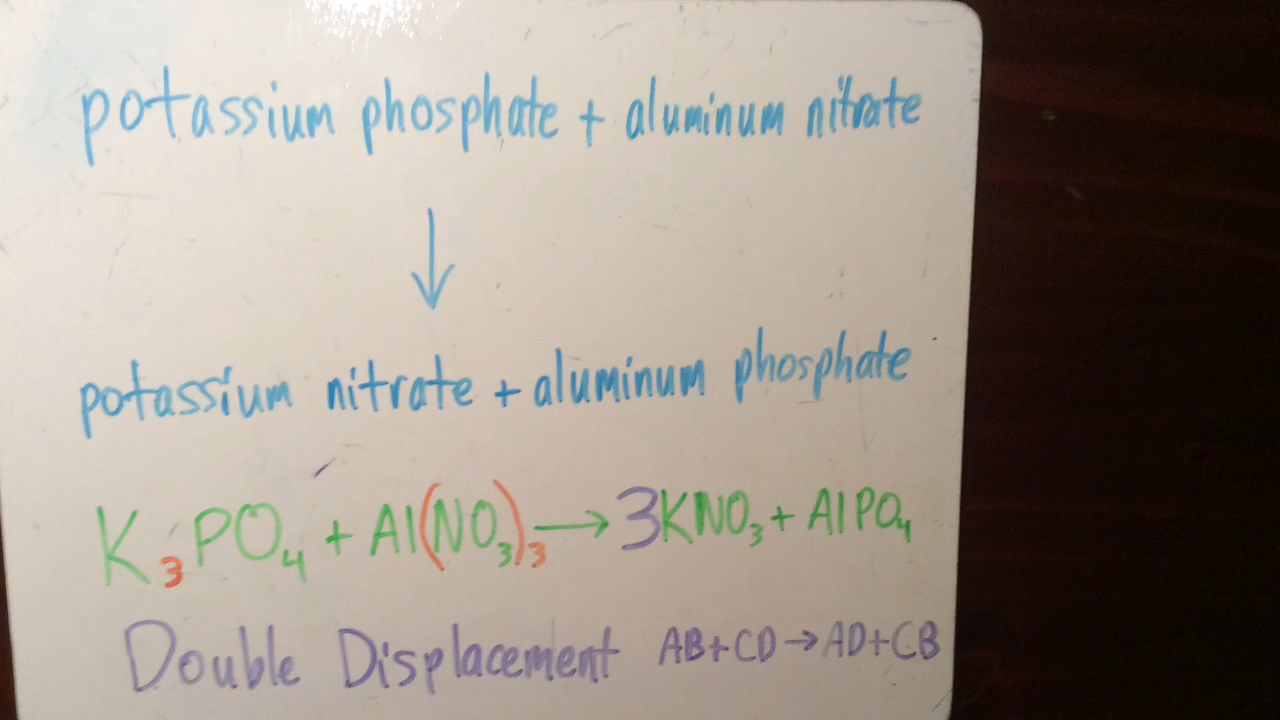 potassium phosphate + aluminum nitrate
↓
potassium nitrate + aluminum phosphate
K₃PO₄ + Al(NO₃)₃ → 3KNO₃ + AlPO₄
Double Displacement AB+CD→AD+CB